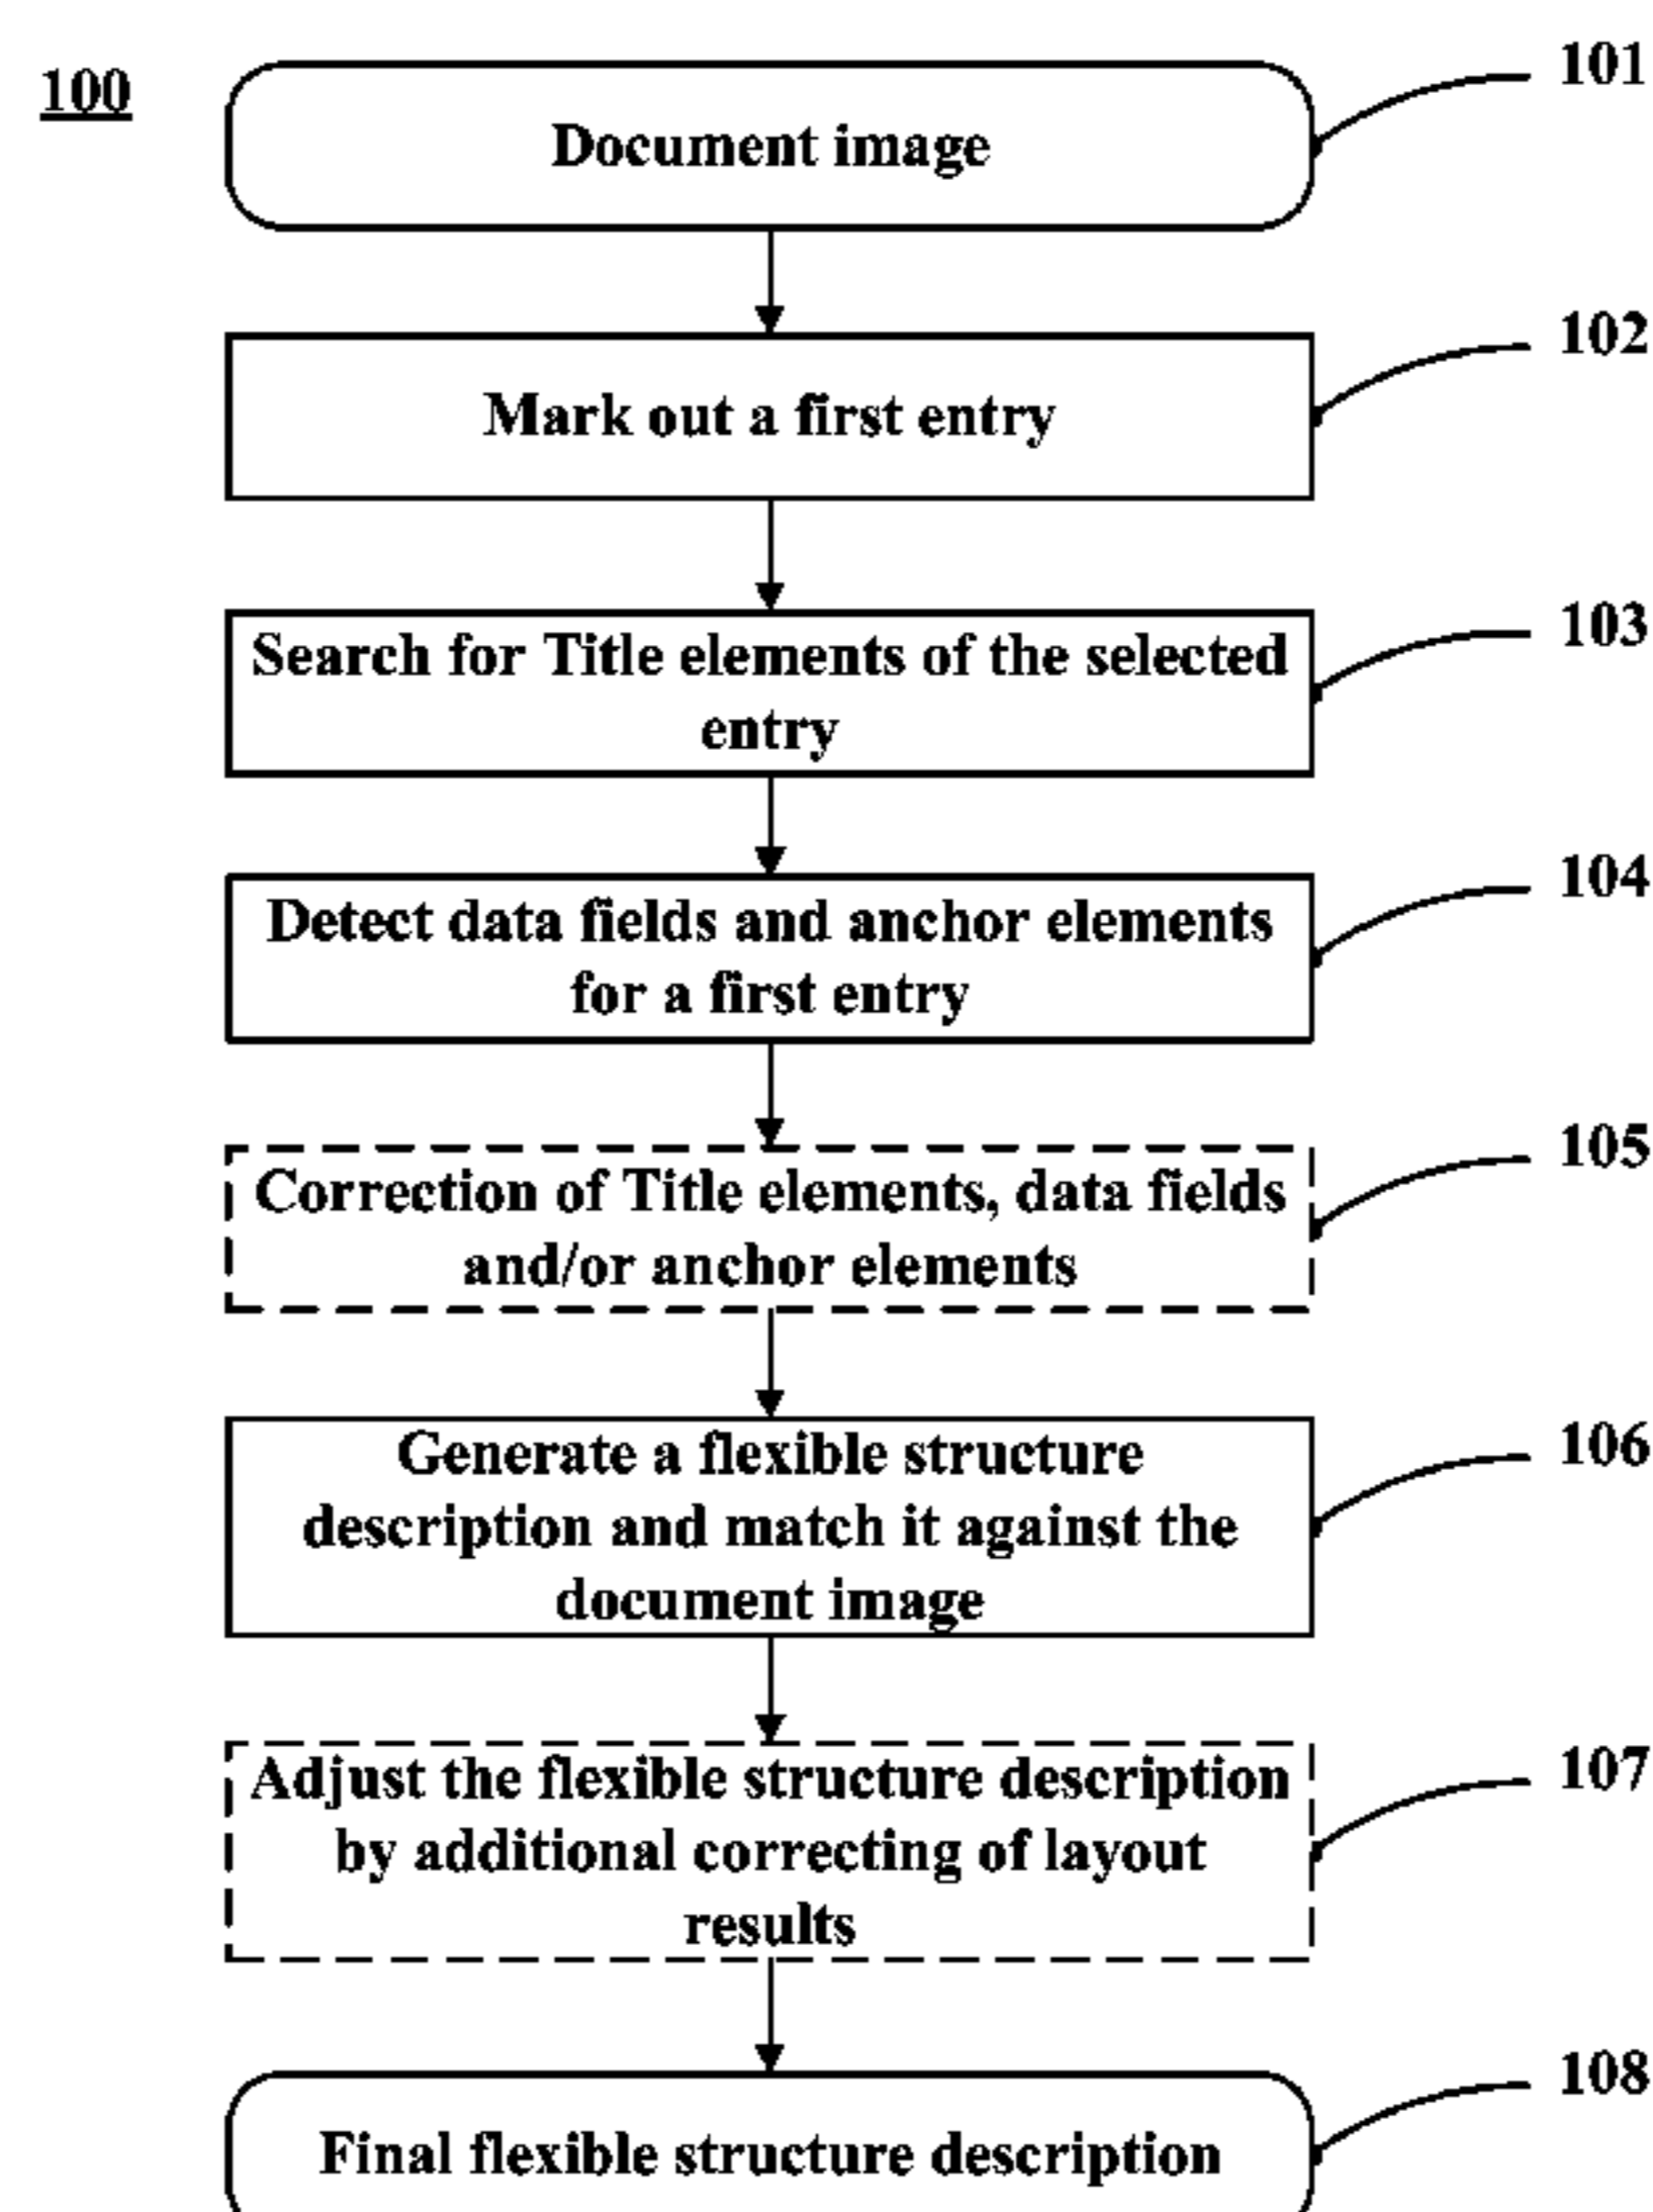 100
101
Document image
102
Mark out a first entry
103
Search for Title elements of the selected
entry
104
Detect data fields and anchor elements
for a first entry
105
Correction of Title elements, data fields
and/or anchor elements
106
Generate a flexible structure
description and match it against the
document image
107
Adjust the flexible structure description
by additional correcting of layout
results
108
Final flexible structure description